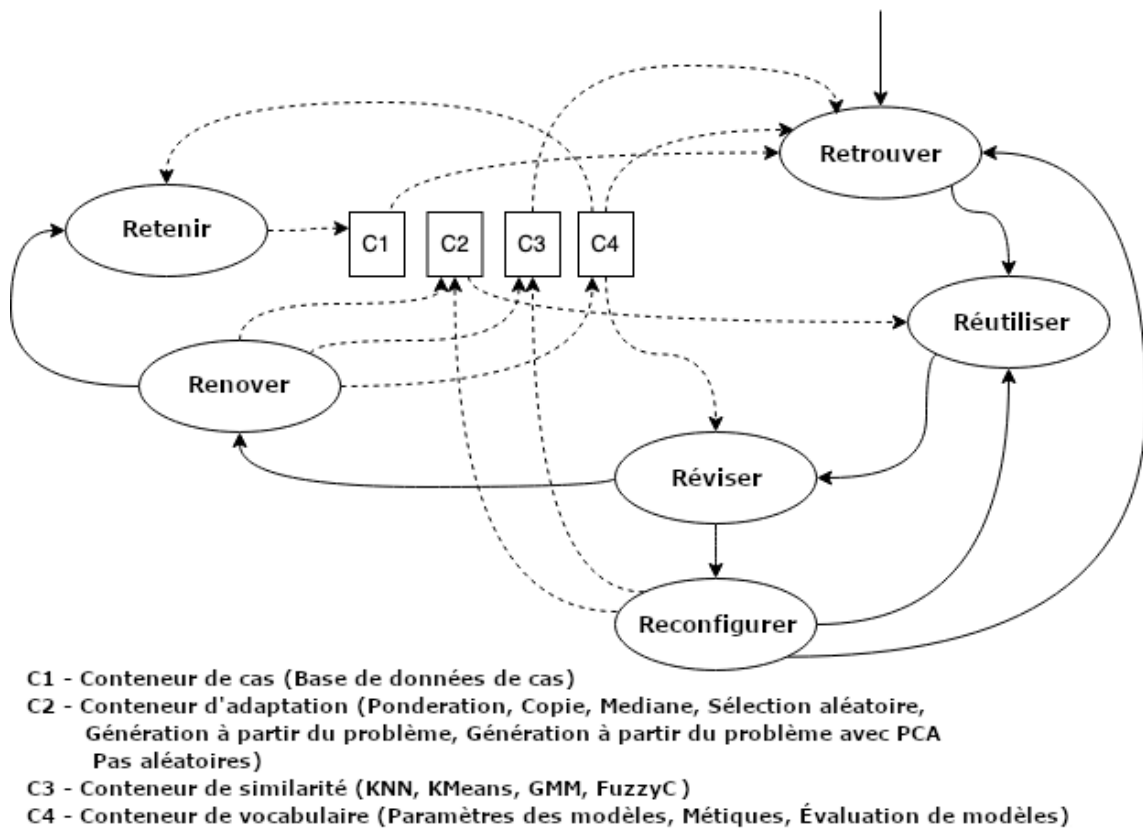 Retrouver
Retenir
C1
C2
C3
C4
Réutiliser
Renover
Réviser
Reconfigurer
C1 - Conteneur de cas (Base de données de cas)
C2 - Conteneur d'adaptation (Ponderation, Copie, Mediane, Sélection aléatoire,
Génération à partir du problème, Génération à partir du problème avec PCA
Pas aléatoires)
C3 - Conteneur de similarité (KNN, KMeans, GMM, FuzzyC)
C4 - Conteneur de vocabulaire (Paramètres des modèles, Métiques, Évaluation de modèles)